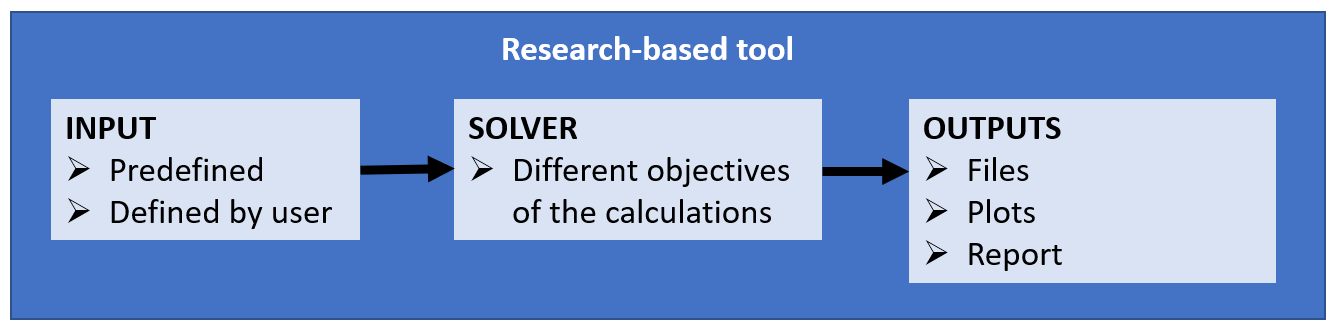 Research-based tool
INPUT
➢ Predefined
➢ Defined by user
SOLVER
➢ Different objectives
of the calculations
OUTPUTS
➢ Files
➢ Plots
➢ Report